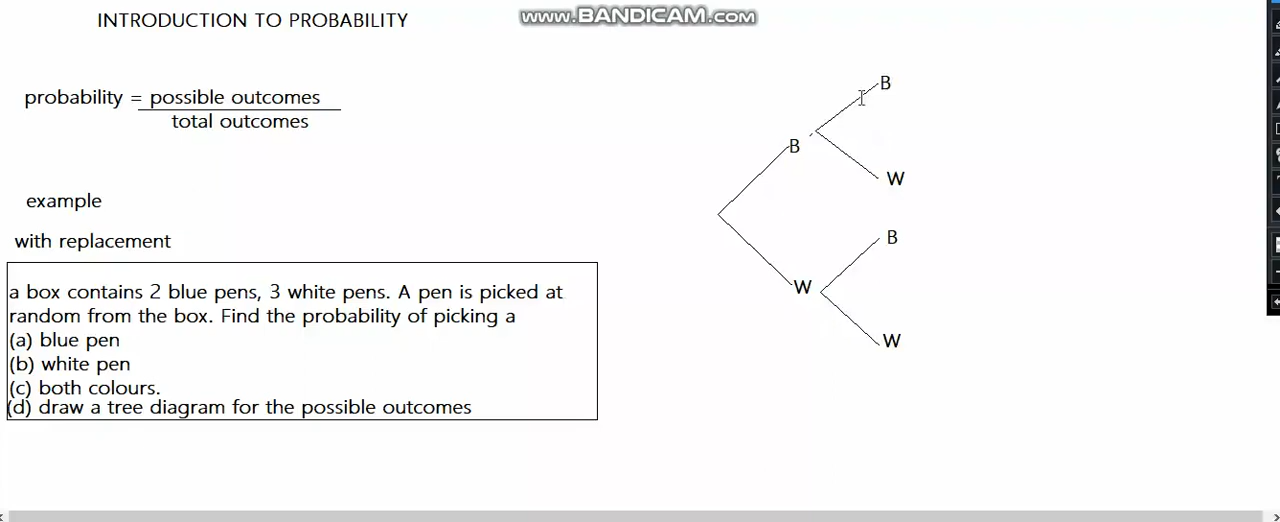 INTRODUCTION TO PROBABILITY
www.BANDICAM.com
probability = possible outcomes
total outcomes
example
with replacement
a box contains 2 blue pens, 3 white pens. A pen is picked at
random from the box. Find the probability of picking a
(a) blue pen
(b) white pen
(c) both colours.
(d) draw a tree diagram for the possible outcomes
B
B
W
W
B
W